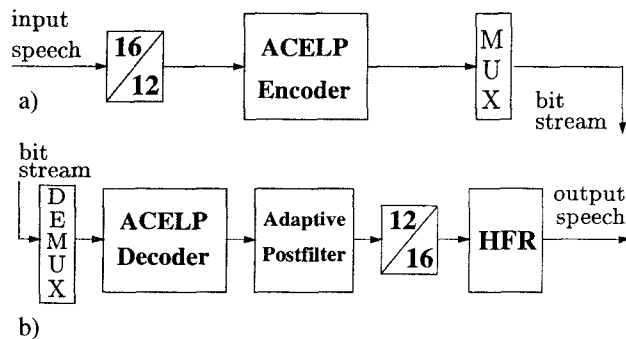 input
speech
16
12
ACELP
Encoder
M
U
X
bit
stream
a)
bit
stream
D
E
M
U
X
ACELP
Decoder
Adaptive
Postfilter
12
16
HFR
output
speech
b)